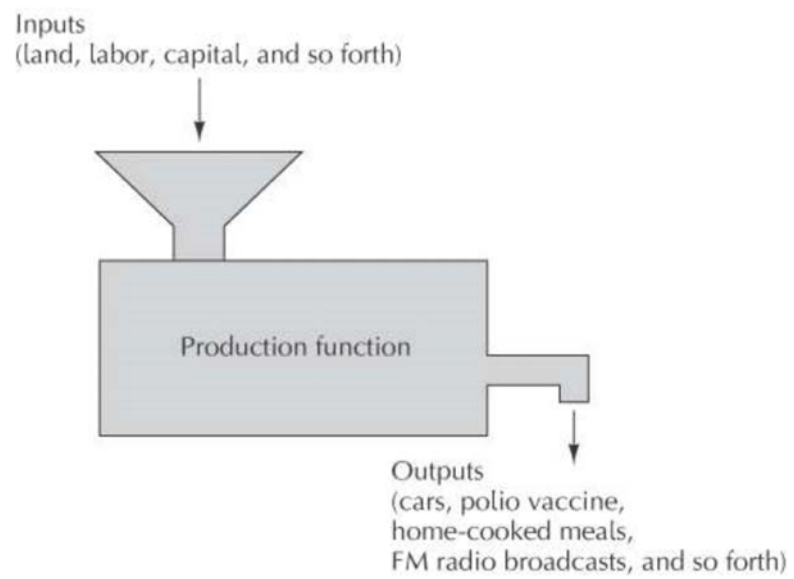 Inputs
(land, labor, capital, and so forth)
Production function
Outputs
(cars, polio vaccine,
home-cooked meals,
FM radio broadcasts, and so forth)